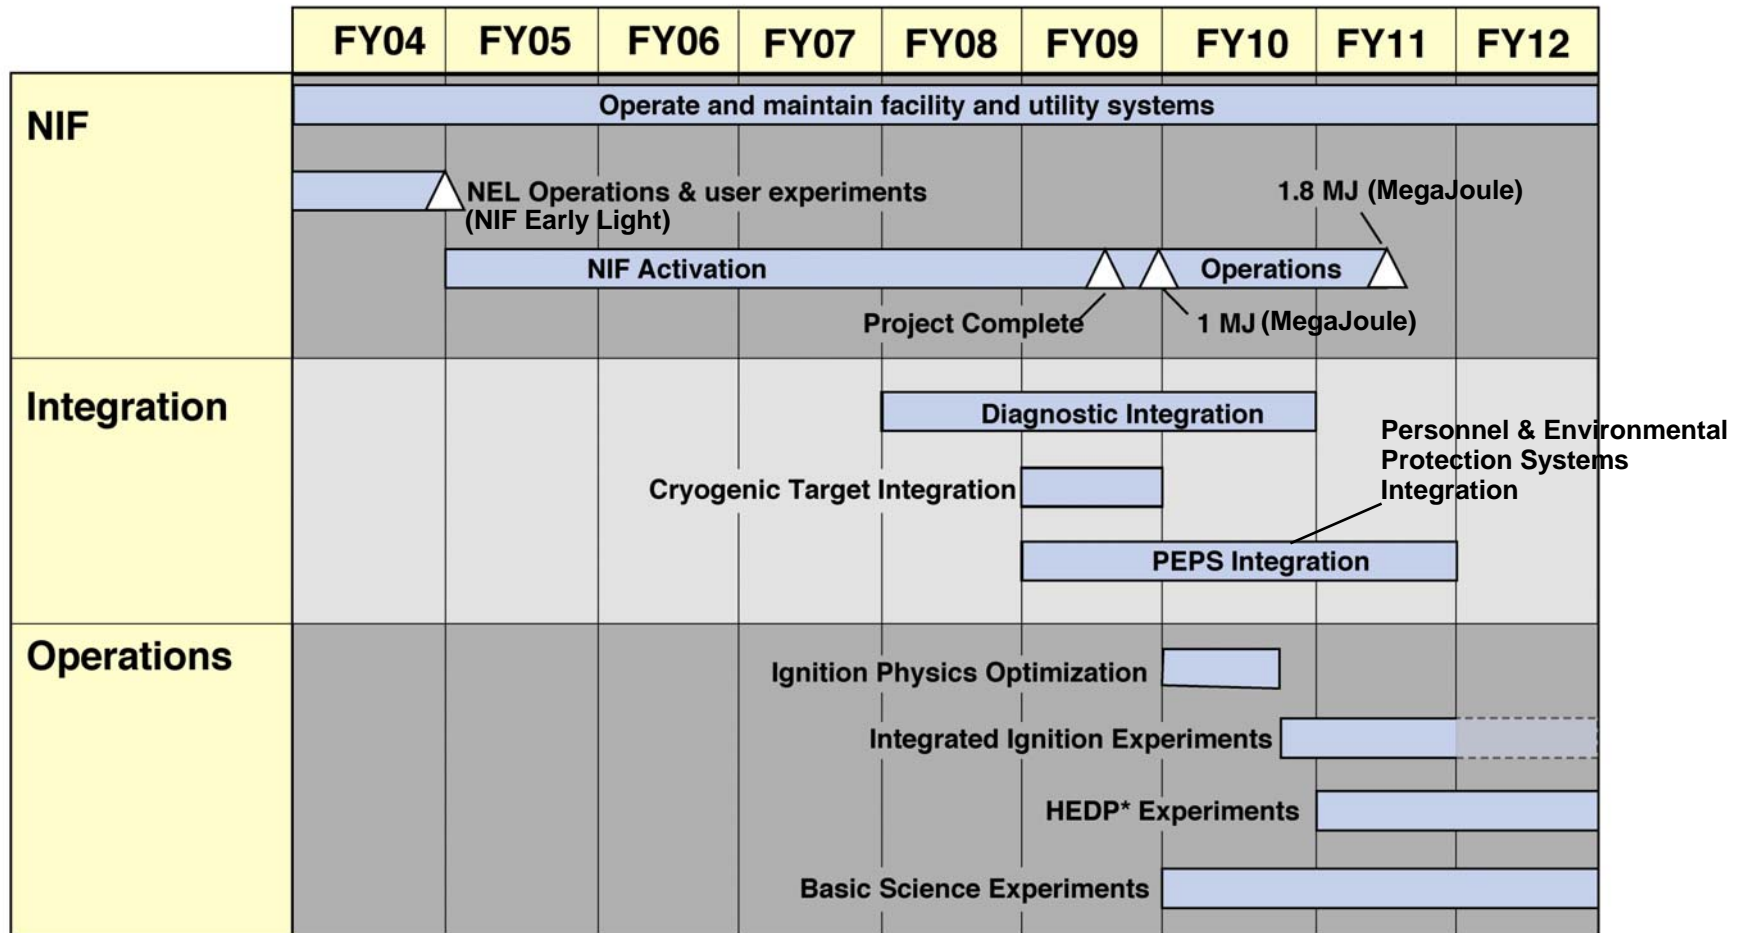 FY04 FY05 FY06 FY07 FY08 FY09 FY10 FY11 FY12
NIF
Operate and maintain facility and utility systems
NEL Operations & user experiments
(NIF Early Light)
1.8 MJ (MegaJoule)
NIF Activation
Operations
Project Complete
1 MJ (MegaJoule)
Integration
Diagnostic Integration
Personnel & Environmental
Protection Systems
Integration
Cryogenic Target Integration
PEPS Integration
Operations
Ignition Physics Optimization
Integrated Ignition Experiments
HEDP* Experiments
Basic Science Experiments